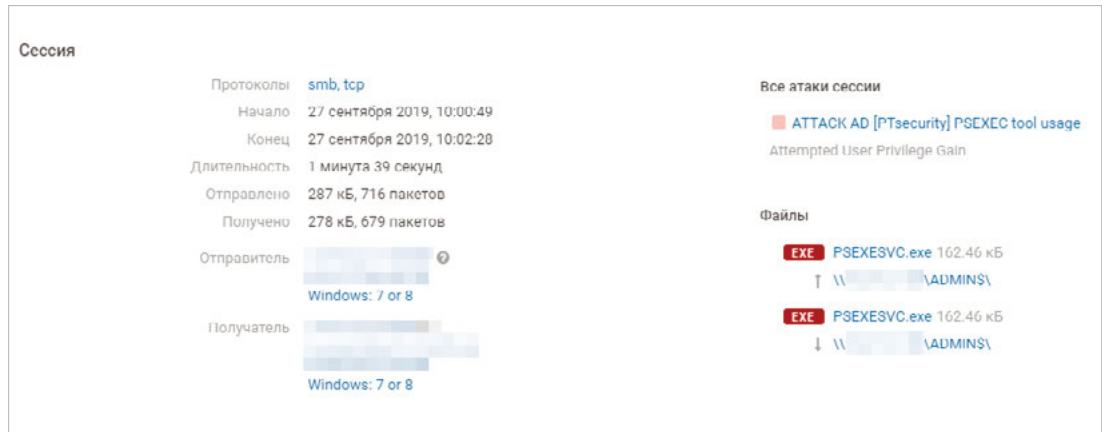 Сессия
Протоколы smb, tcp
Начало 27 сентября 2019, 10:00:49
Конец 27 сентября 2019, 10:02:28
Длительность 1 минута 39 секунд
Отправлено 287 кБ, 716 пакетов
Получено 278 кБ, 679 пакетов
Отправитель
Windows: 7 or 8
Получатель
Windows: 7 or 8
Все атаки сессии
ATTACK AD [PTsecurity] PSEXEC tool usage
Attempted User Privilege Gain
Файлы
EXE PSEXESVC.exe 162.46 кБ
↑ \\ \ADMIN$\
EXE PSEXESVC.exe 162.46 кБ
↓ \\ \ADMIN$\